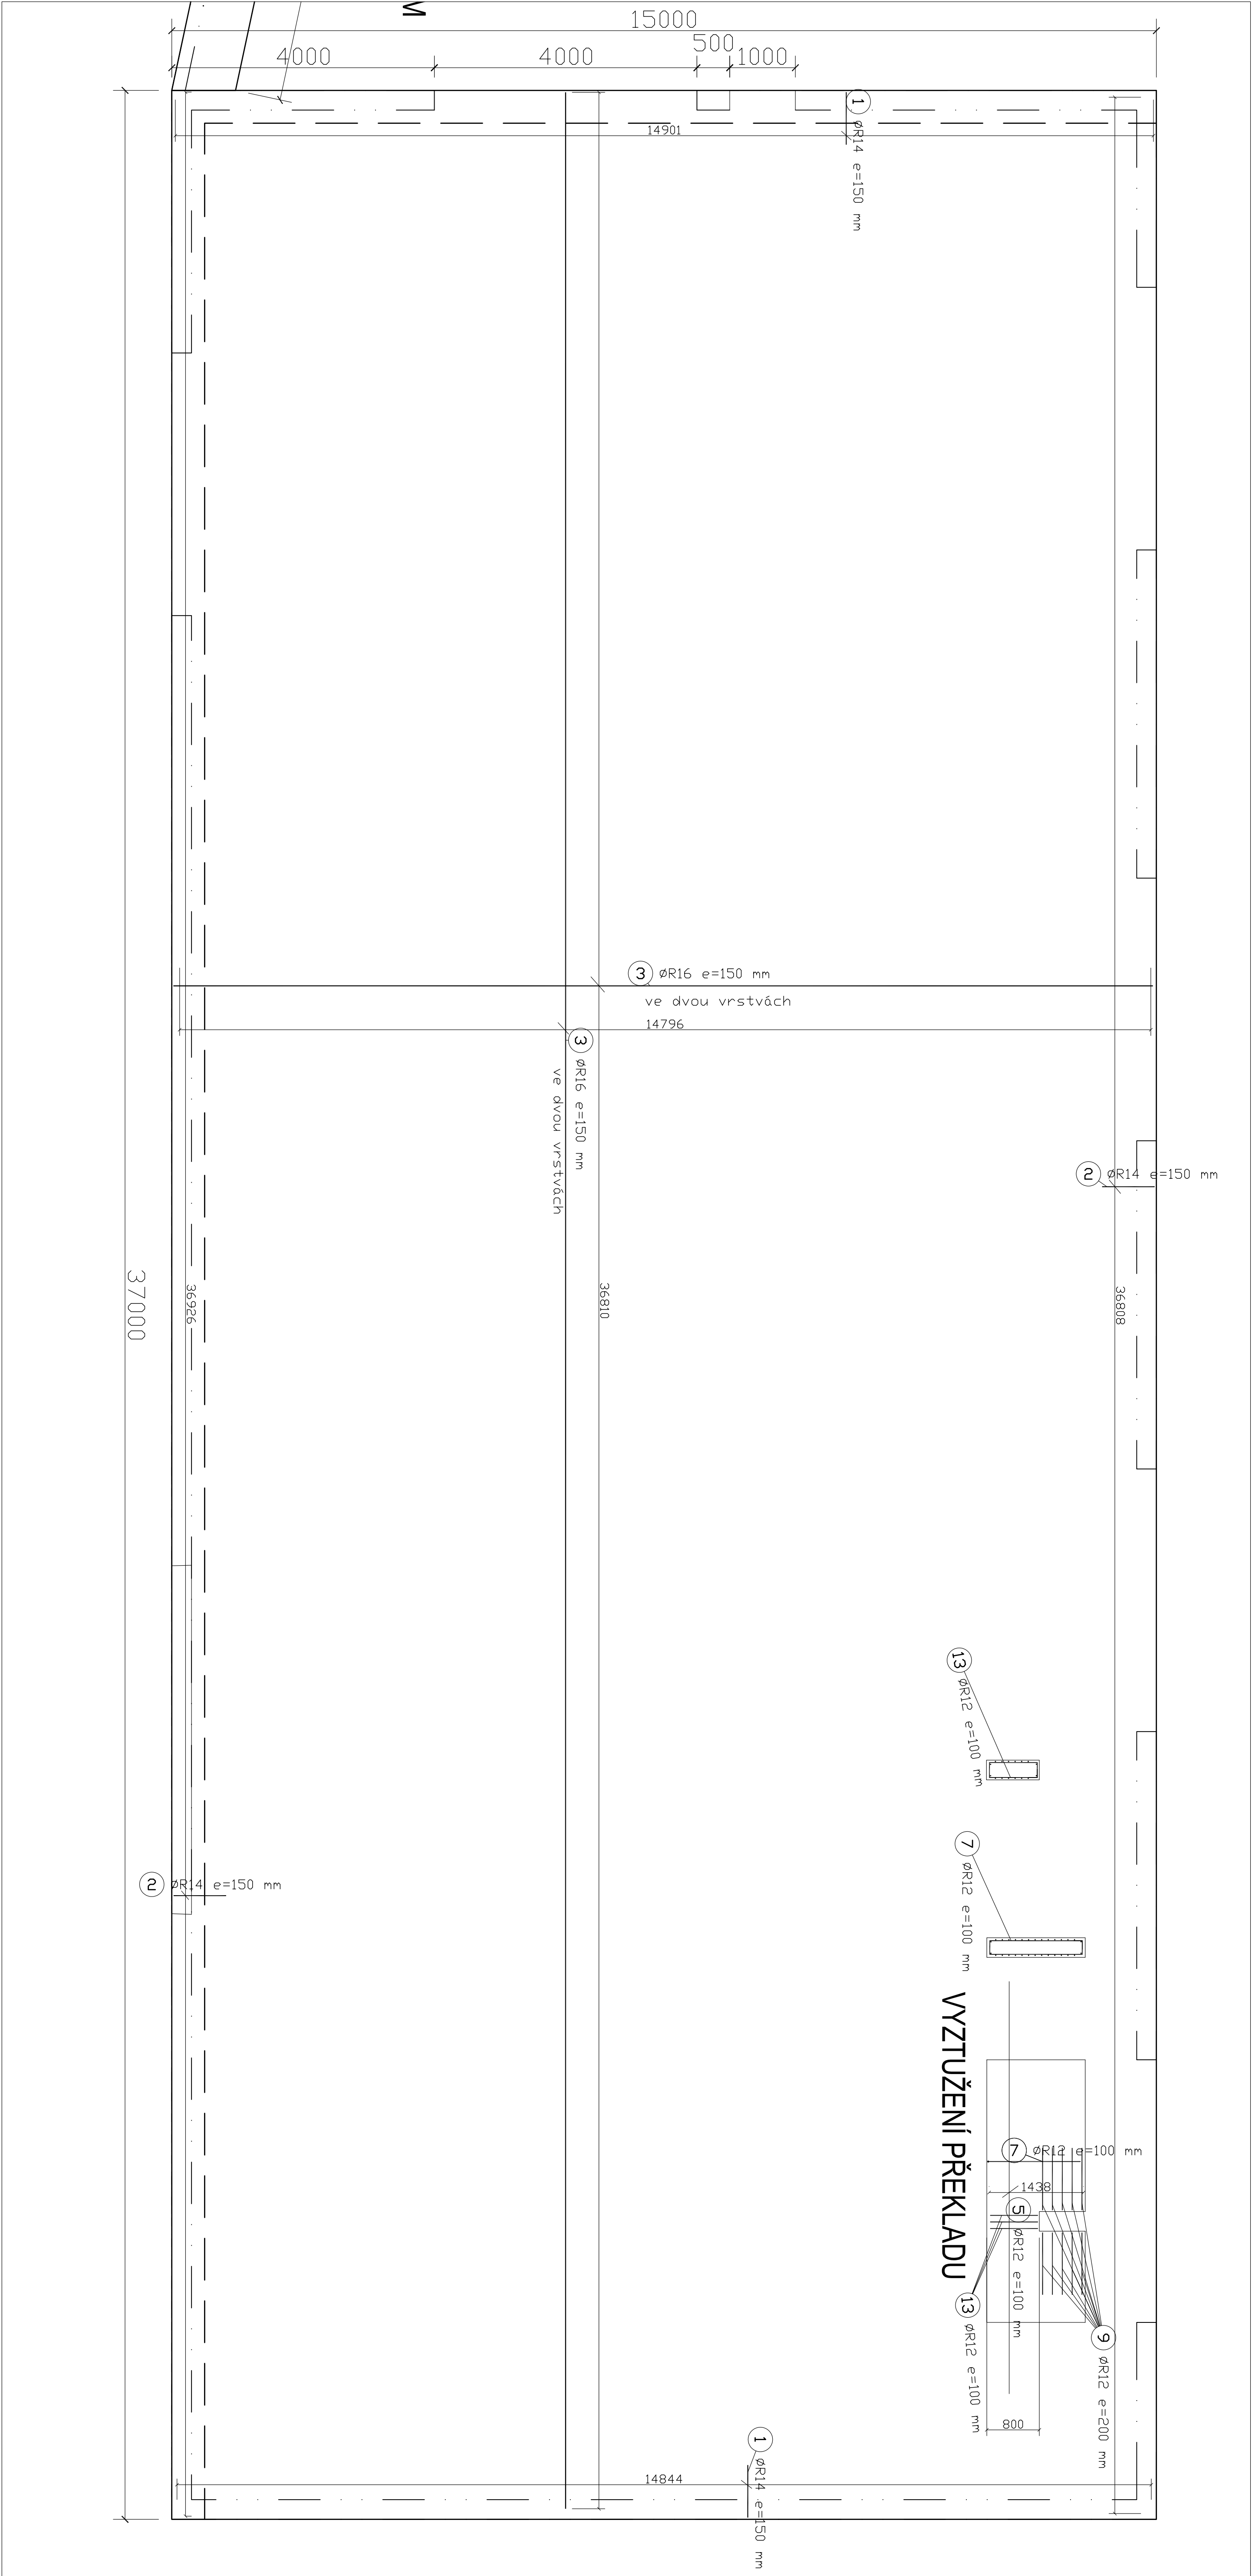 M
15000
4000
4000
500
1000
1
ØR14 e=150 mm
14901
3
ØR16 e=150 mm
ve dvou vrstvách
14796
3
ØR16 e=150 mm
ve dvou vrstvách
2
ØR14 e=150 mm
37000
36926
36810
36808
13
ØR12 e=100 mm
7
ØR12 e=100 mm
2
ØR14 e=150 mm
VYZTUŽENÍ PŘEKLADU
7
ØR12 e=100 mm
1438
5
ØR12 e=100 mm
13
ØR12 e=100 mm
9
ØR12 e=200 mm
800
1
ØR14 e=150 mm
14844